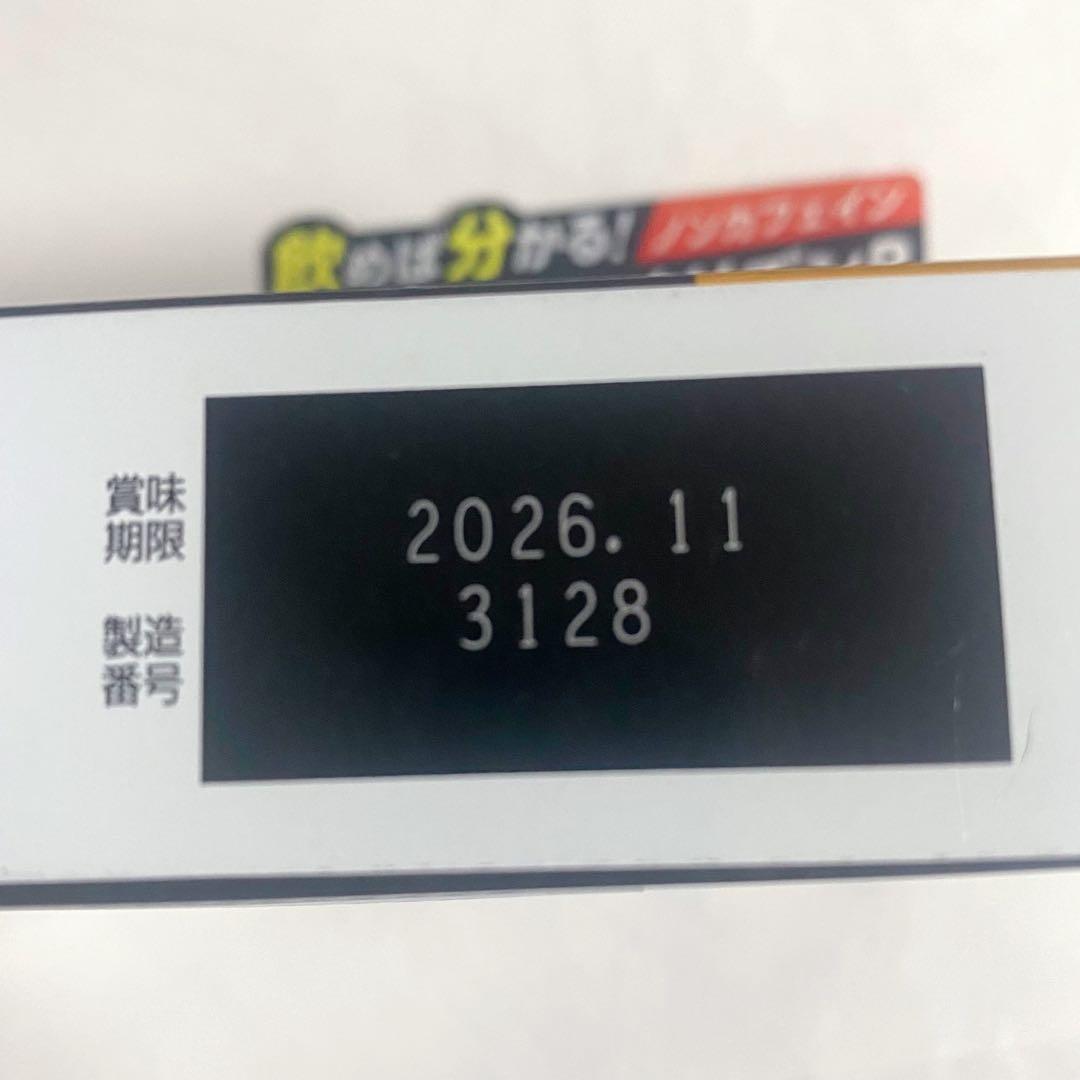 飲めば分かる!
ノンカフェイン
賞味
期限
2026. 11
3128
製造
番号